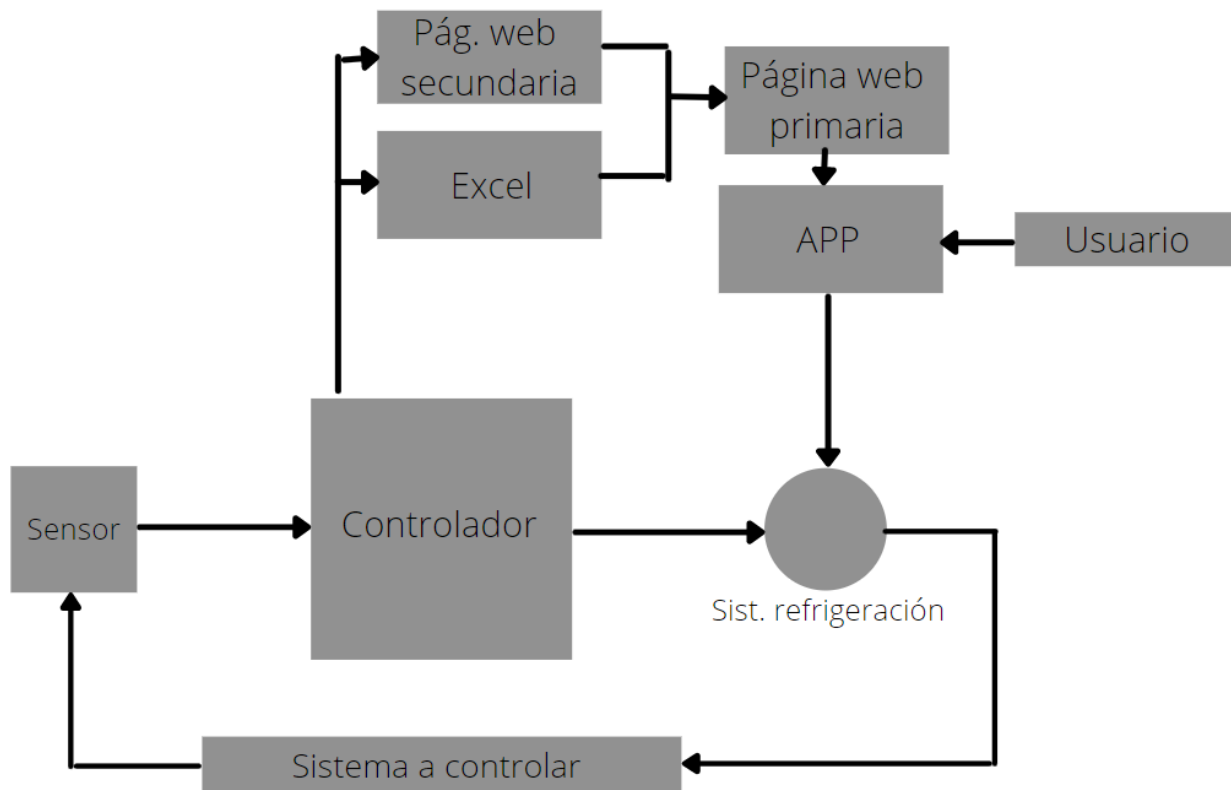 Pág. web
secundaria
Página web
primaria
Excel
APP
Usuario
Sensor
Controlador
Sist. refrigeración
Sistema a controlar